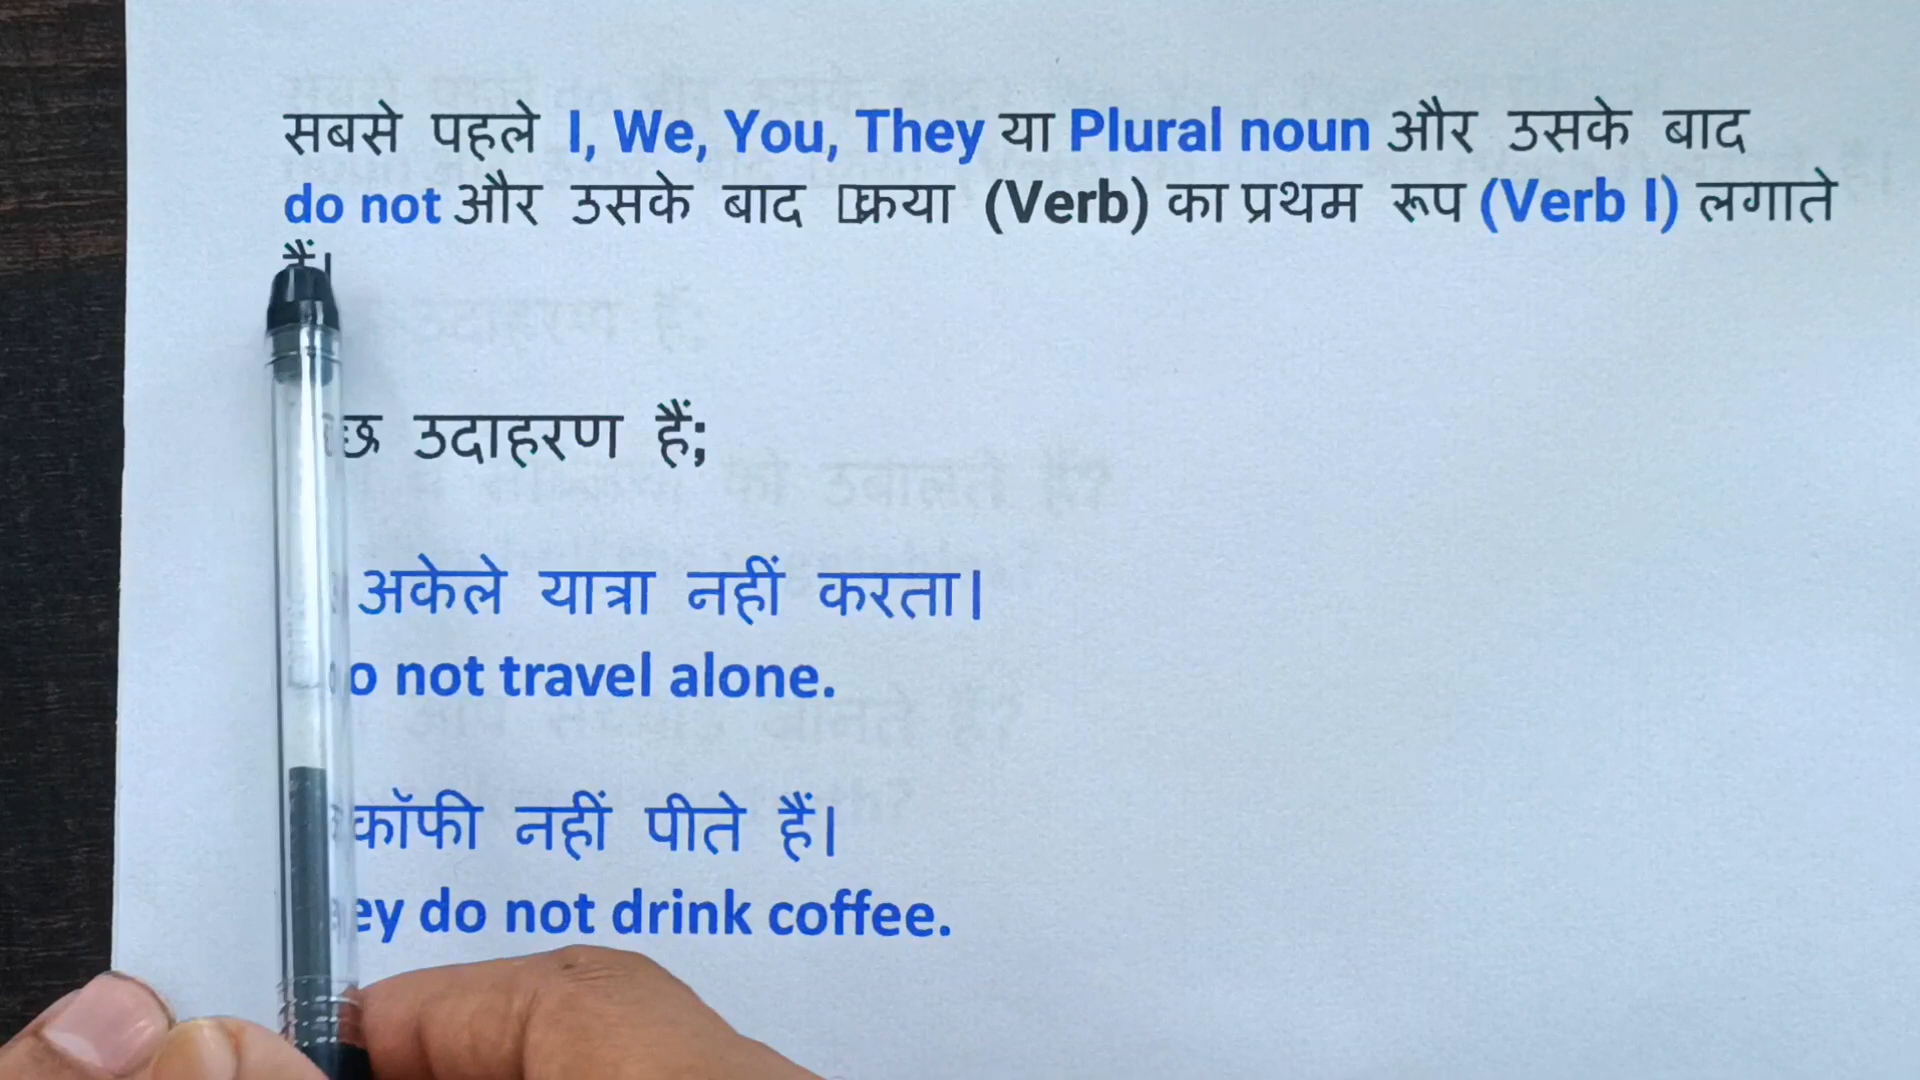 सबसे पहले I, We, You, They या Plural noun और उसके बाद
do not और उसके बाद (Verb) का प्रथम रूप (Verb I) लगाते
हैं।
उदाहरण हैं;
अकेले यात्रा नहीं करता।
not travel alone.
कॉफी नहीं पीते हैं।
do not drink coffee.